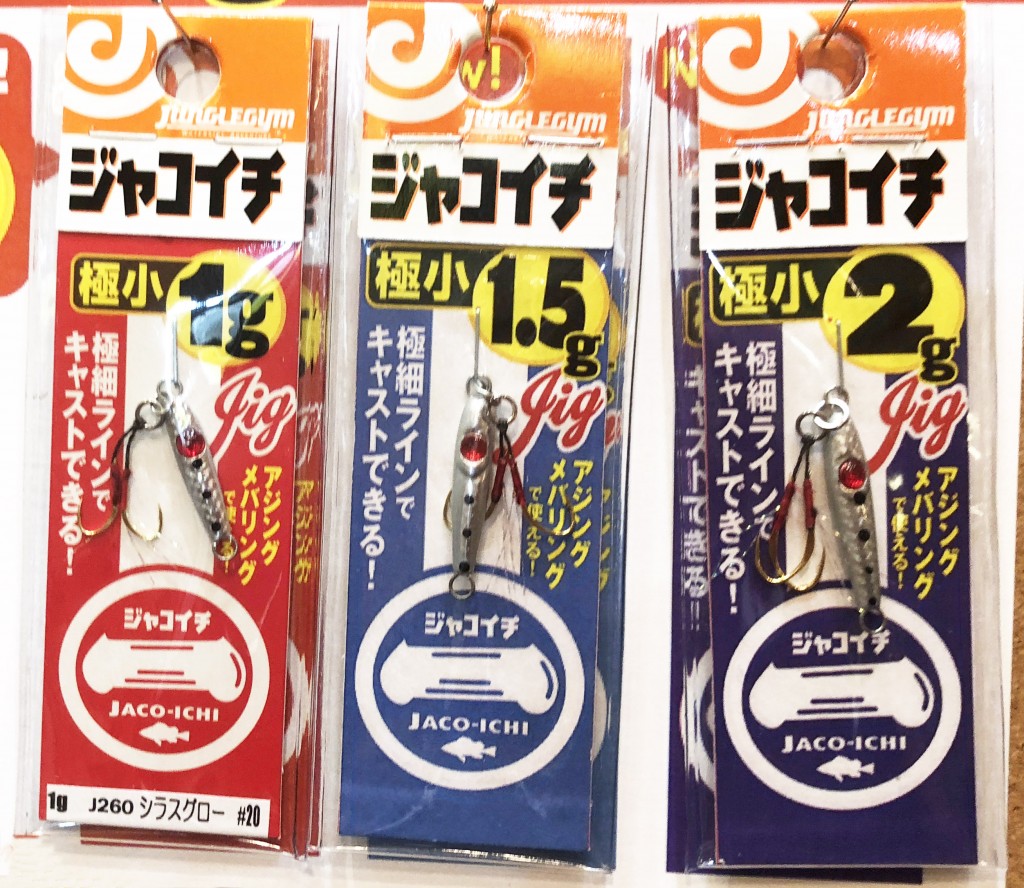 JUNGLEGYM
ジャコイチ
極小 1g
Jig
極細ラインで
キャストできる!
アジング
メバリング
で使える!
ジャコイチ
JACO-ICHI
1g J260 シラスグロー #20
JUNGLEGYM
ジャコイチ
極小 1.5g
Jig
極細ラインで
キャストできる!
アジング
メバリング
で使える!
ジャコイチ
JACO-ICHI
JUNGLEGYM
ジャコイチ
極小 2g
Jig
極細ラインで
キャストできる!
アジング
メバリング
で使える!
ジャコイチ
JACO-ICHI